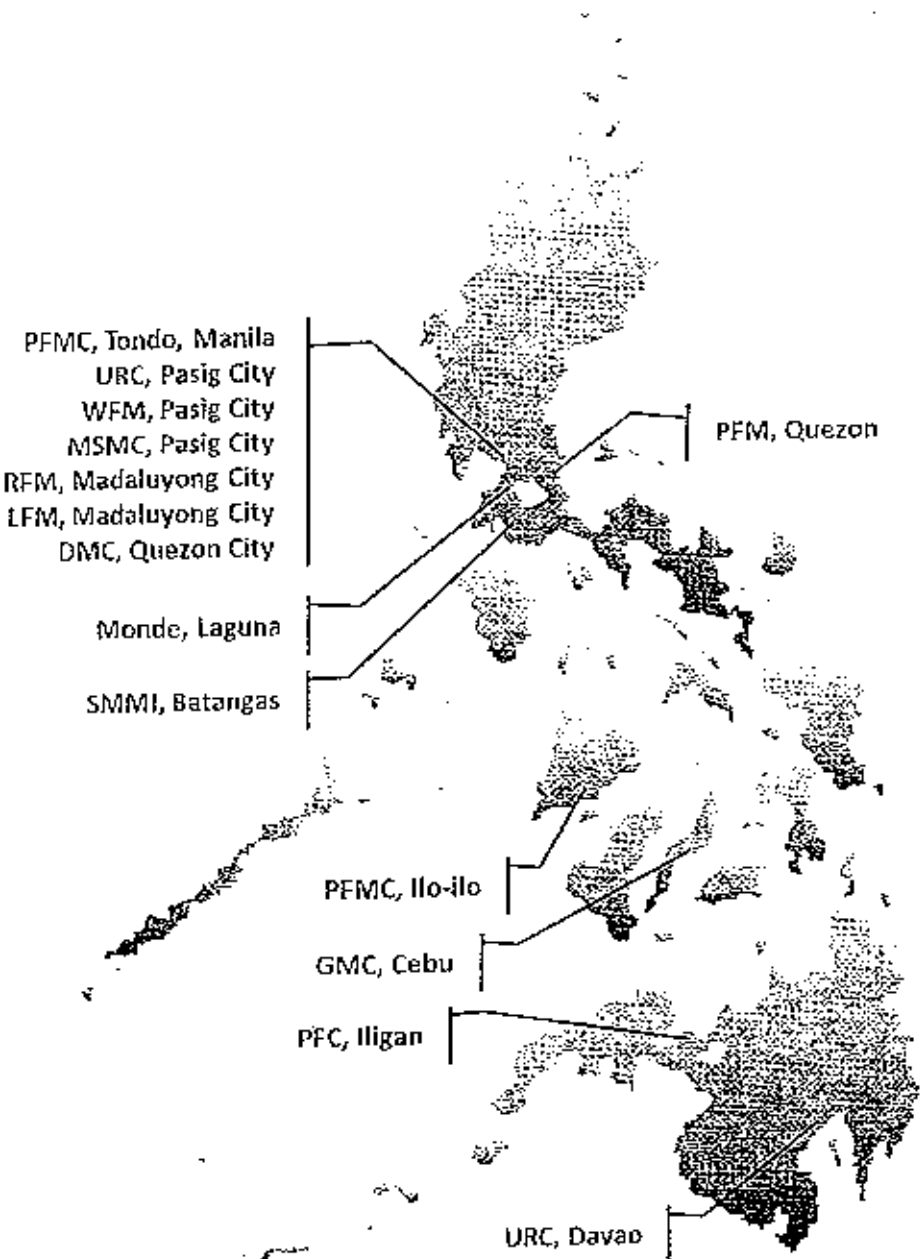 PFMC, Tondo, Manila
URC, Pasig City
WFM, Pasig City
MSMC, Pasig City
RFM, Madaluyong City
LFM, Madaluyong City
DMC, Quezon City
PFM, Quezon
Monde, Laguna
SMMI, Batangas
PFMC, Ilo-ilo
GMC, Cebu
PFC, Iligan
URC, Davao